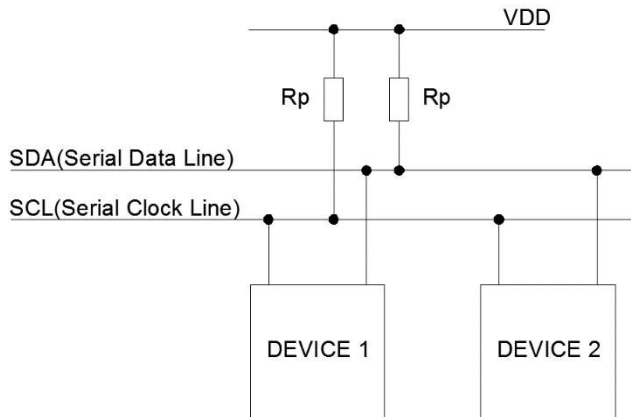 VDD
Rp Rp
SDA(Serial Data Line)
SCL(Serial Clock Line)
DEVICE 1 DEVICE 2